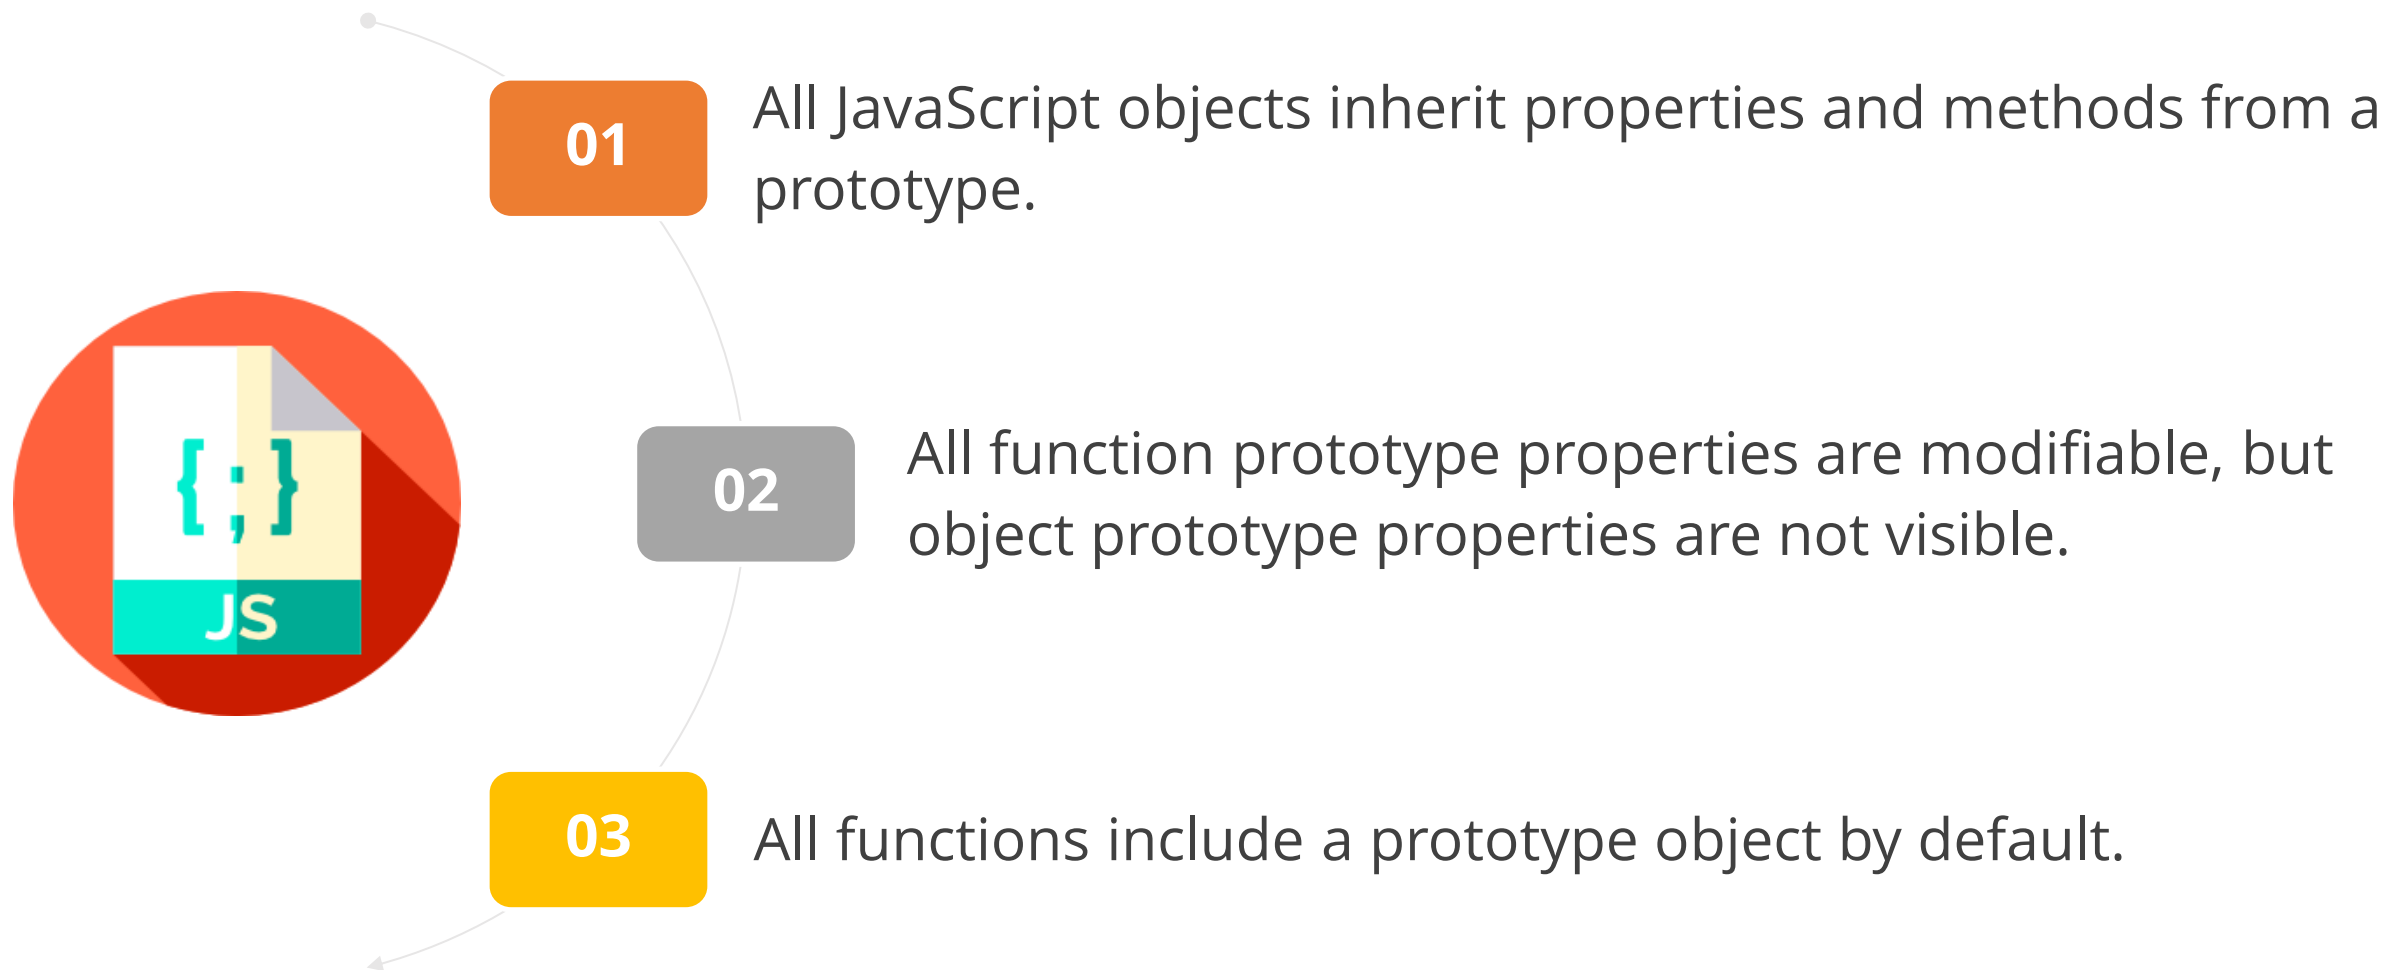 01
All JavaScript objects inherit properties and methods from a
prototype.
{;}
JS
02
All function prototype properties are modifiable, but
object prototype properties are not visible.
03
All functions include a prototype object by default.